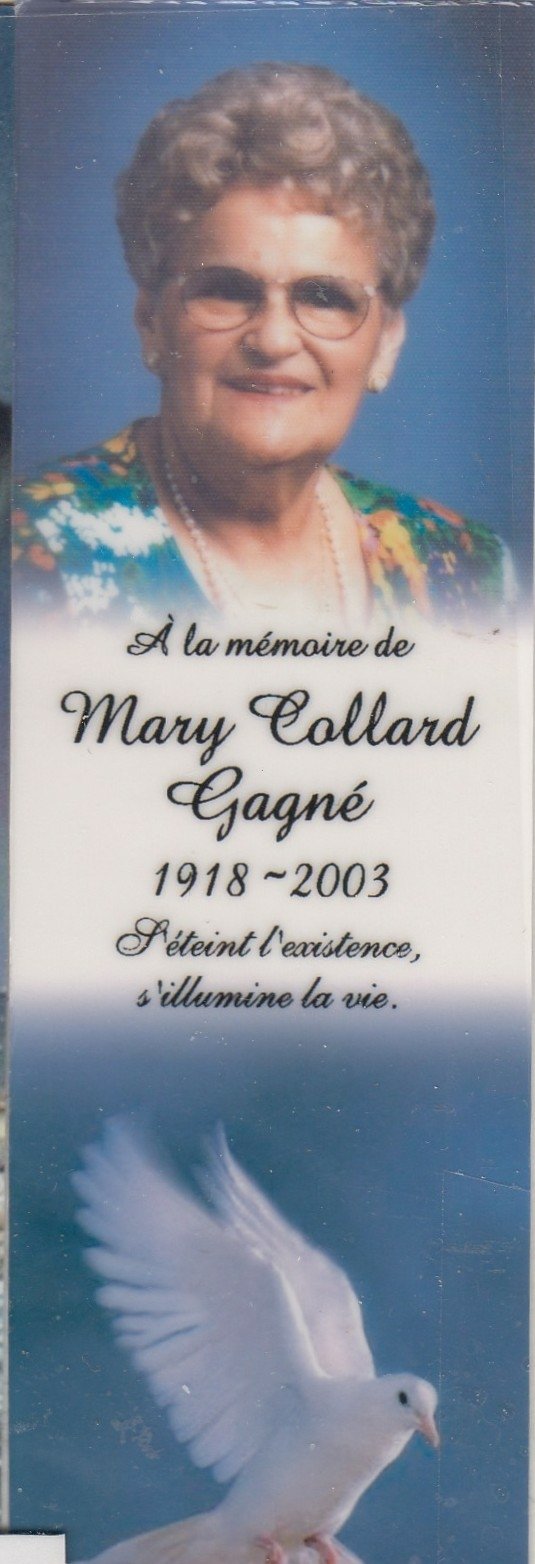 À la mémoire de
Mary Collard
Gagné
1918 ~ 2003
S'éteint l'existence,
s'illumine la vie.